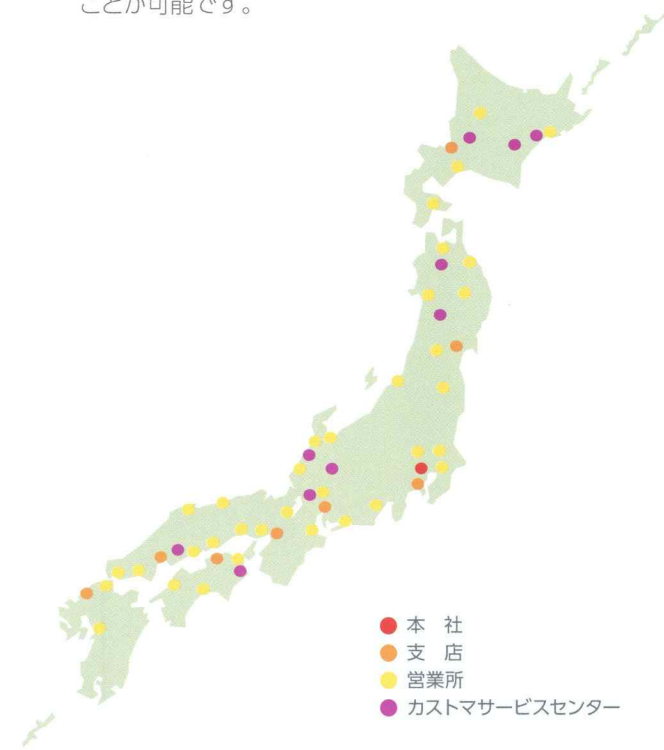 ことが可能です。
本　社
支　店
営業所
カストマサービスセンター